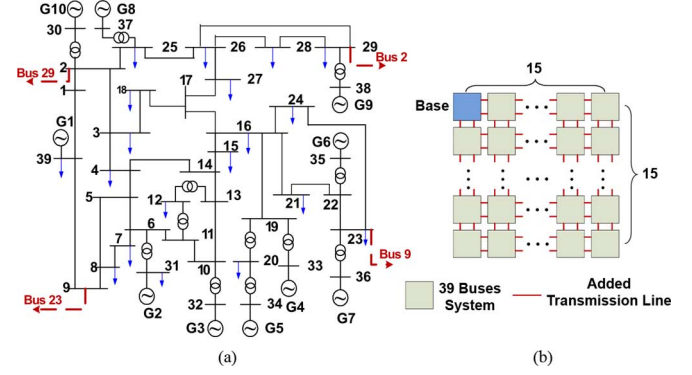 G10
G8
30
37
2
25
26
28
29
Bus 2
Bus 29
1
18
17
27
38
G9
G1
3
24
16
15
G6
35
39
4
14
5
12
13
21
22
6
11
19
7
23
8
31
10
20
33
36
Bus 9
9
Bus 23
G2
32
34
G4
G7
G3
G5
(a)
15
Base
15
39 Buses
System
Added
Transmission Line
(b)